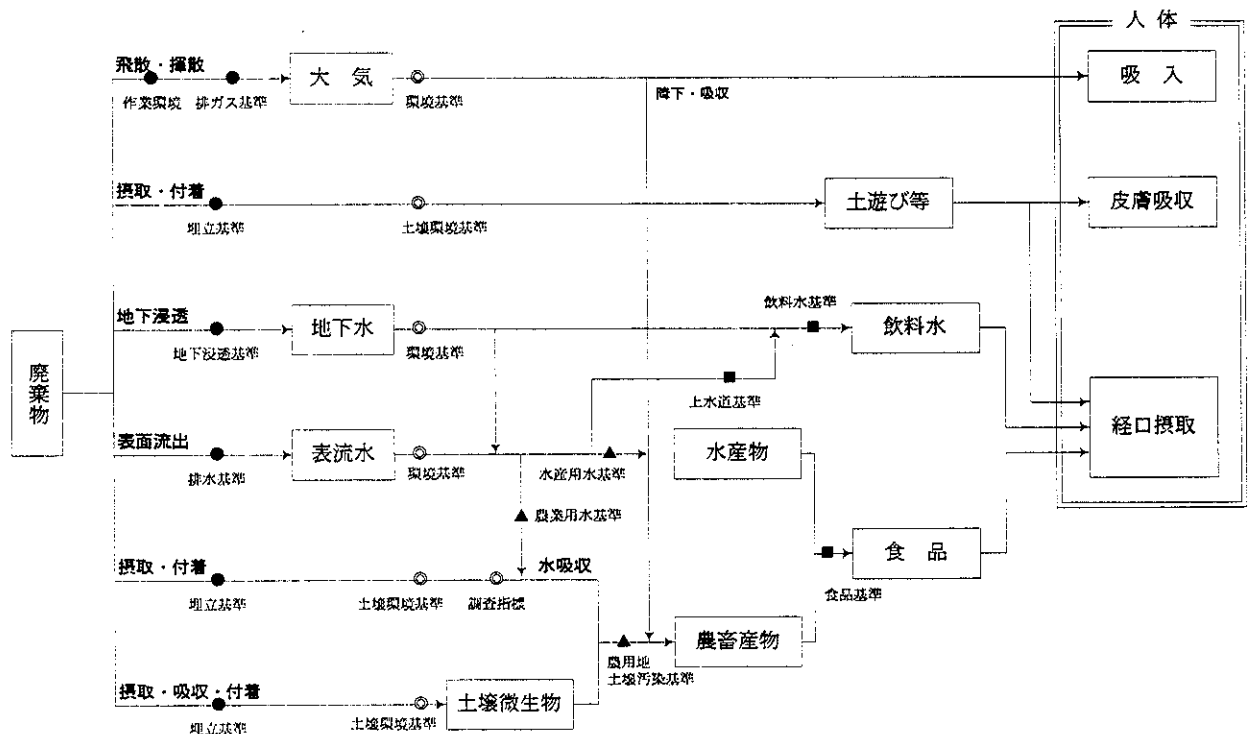 人 体
飛散・揮散
大 気
吸 入
作業環境
排ガス基準
環境基準
降下・吸収
摂取・付着
土遊び等
皮膚吸収
埋立基準
土壌環境基準
飲料水基準
地下浸透
地下水
飲料水
地下浸透基準
環境基準
廃棄物
上水道基準
経口摂取
表面流出
表流水
水産物
排水基準
環境基準
水産用水基準
農業用水基準
食 品
摂取・付着
水吸収
埋立基準
土壌環境基準
調査指標
食品基準
農畜産物
農用地
土壌汚染基準
摂取・吸収・付着
土壌微生物
埋立基準
土壌環境基準